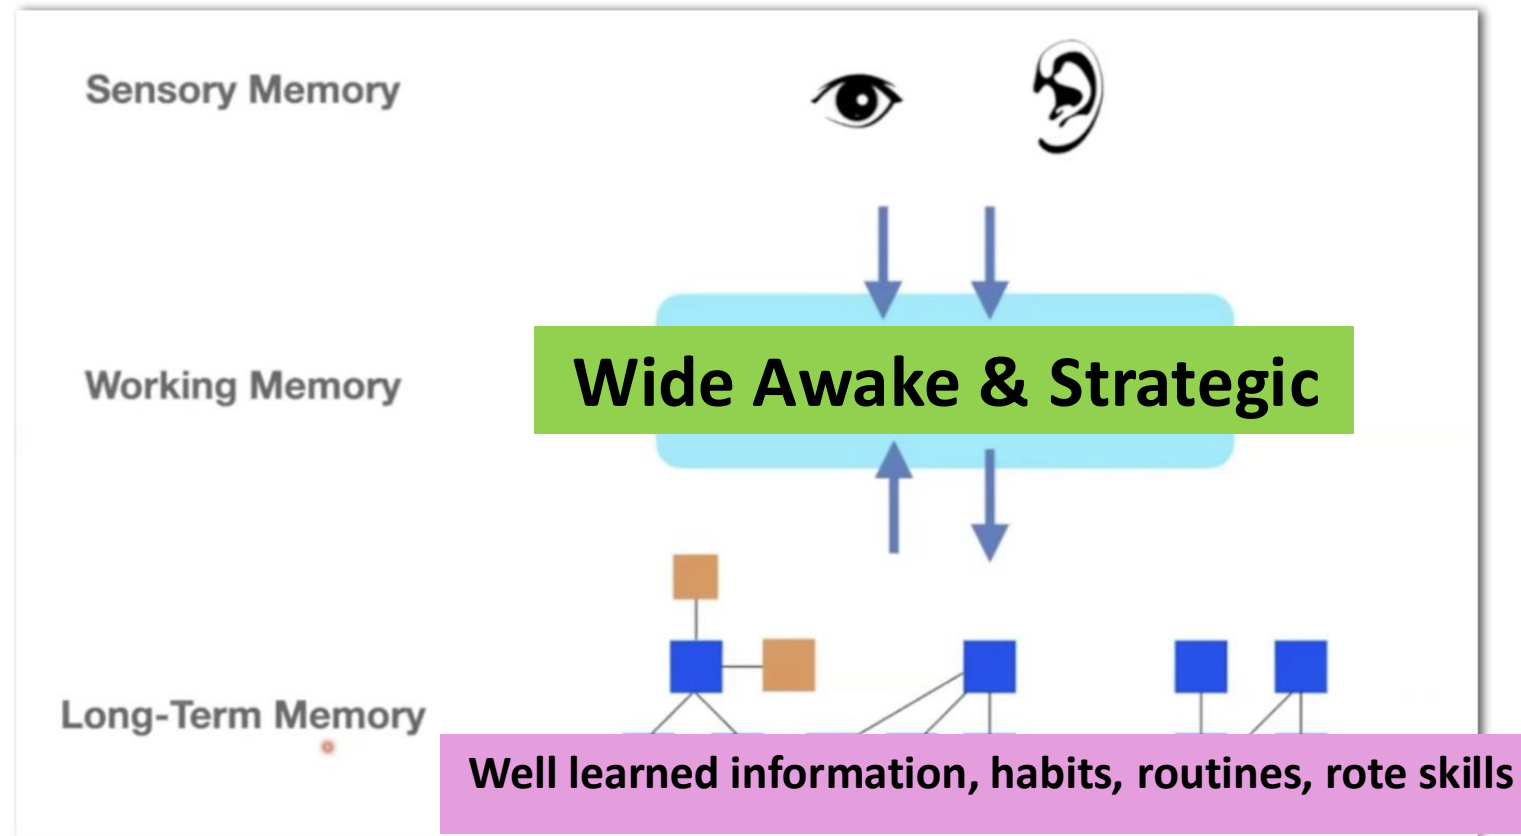 Sensory Memory
Wide Awake & Strategic
Working Memory
Long-Term Memory
Well learned information, habits, routines, rote skills